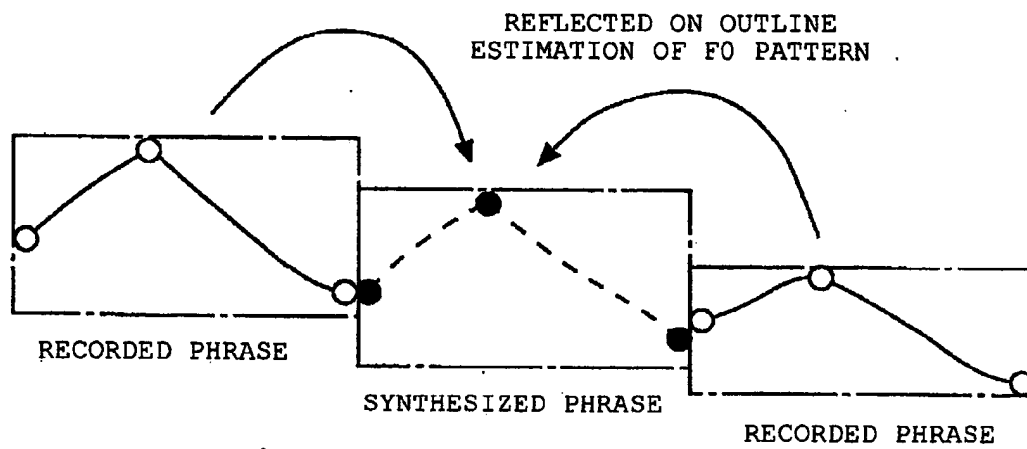 REFLECTED ON OUTLINE
ESTIMATION OF F0 PATTERN
RECORDED PHRASE
SYNTHESIZED PHRASE
RECORDED PHRASE